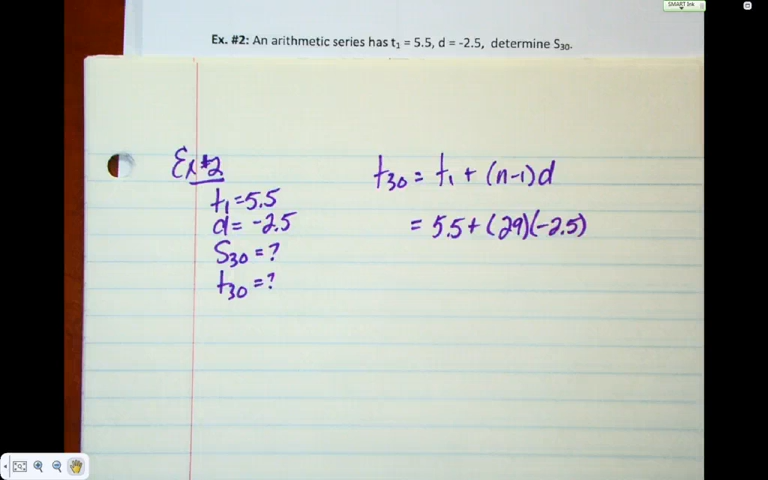 SMART Ink
Ex. #2: An arithmetic series has t₁ = 5.5, d = -2.5, determine S₃₀.
Ex #2
t₁ = 5.5
d = -2.5
S₃₀ = ?
t₃₀ = ?
t₃₀ = t₁ + (n-1)d
= 5.5 + (29)(-2.5)